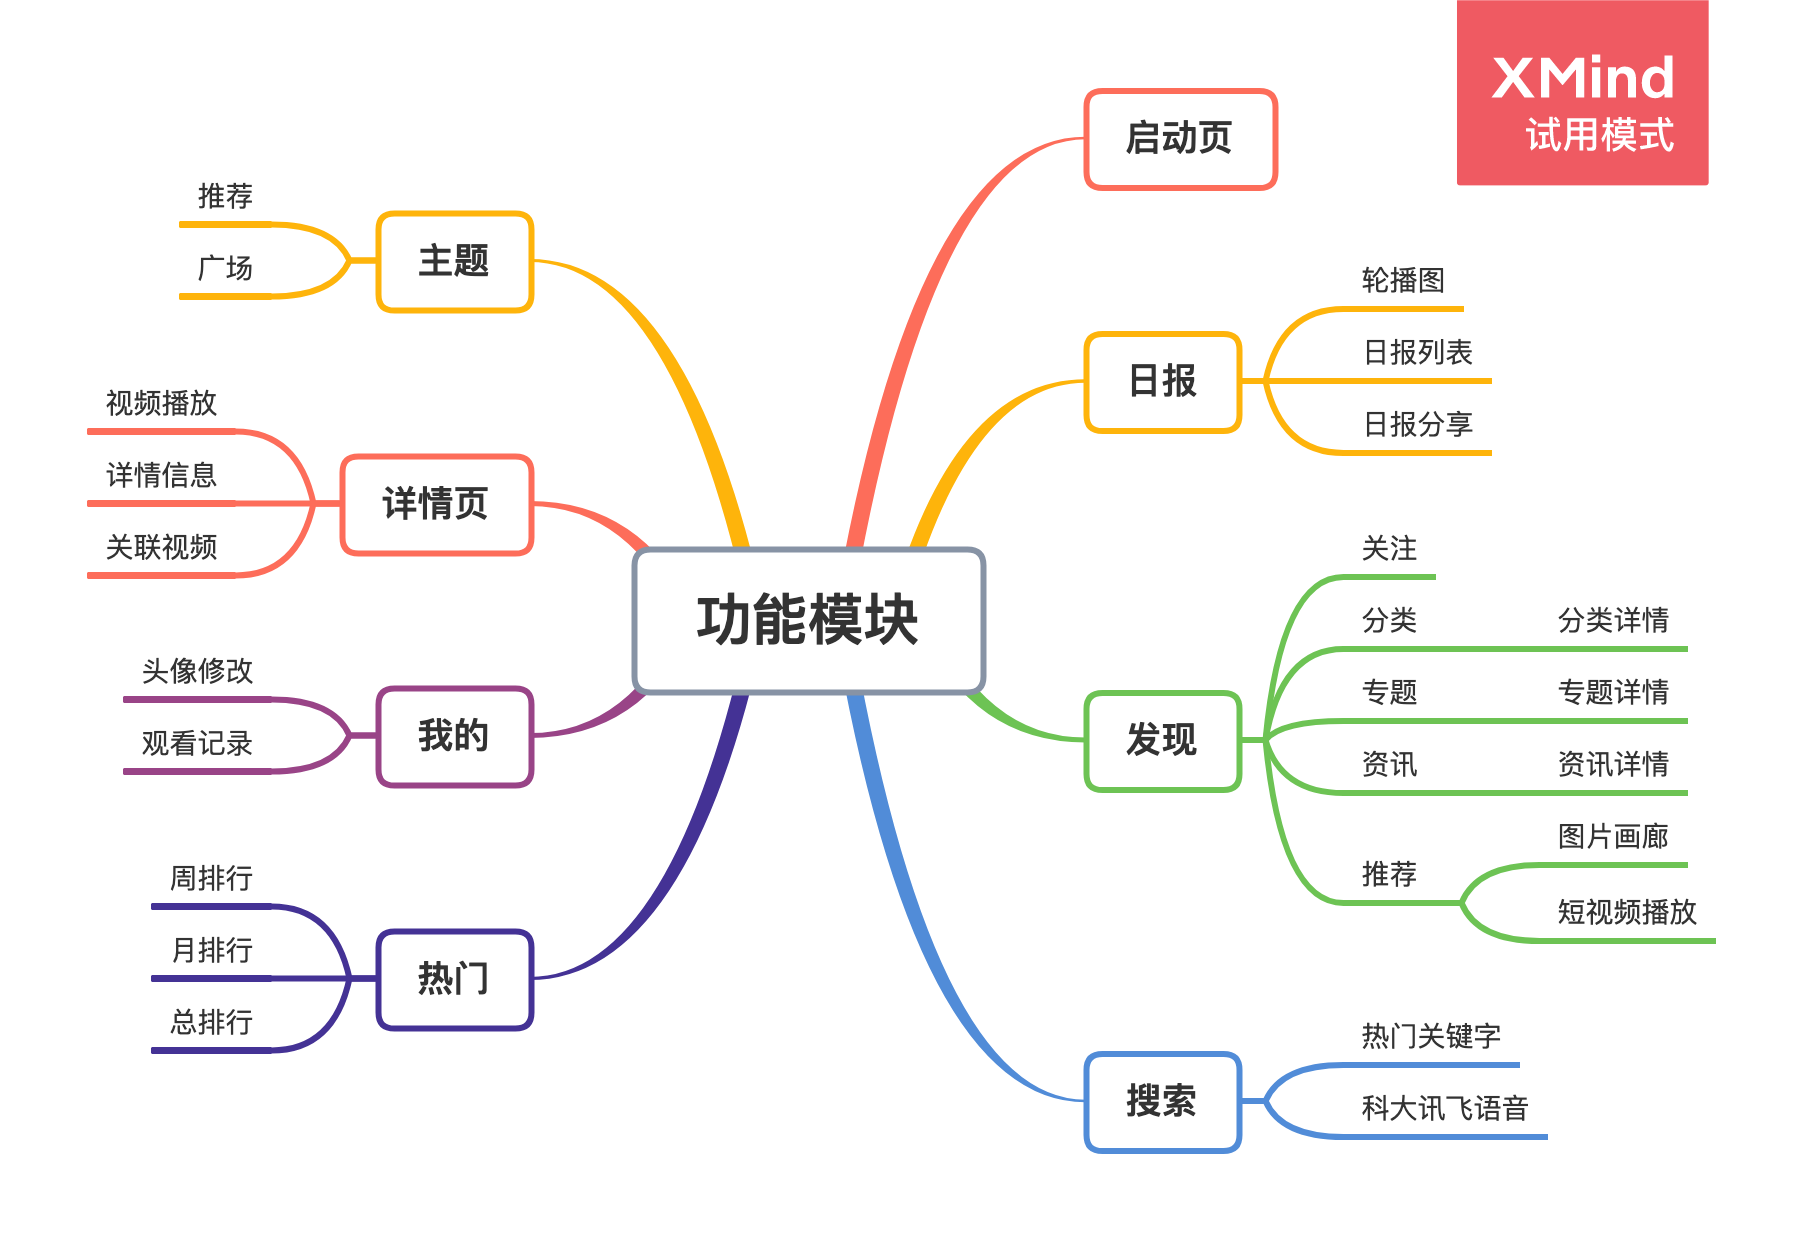 XMind
试用模式
功能模块
启动页
日报
轮播图
日报列表
日报分享
发现
关注
分类
分类详情
专题
专题详情
资讯
资讯详情
推荐
图片画廊
短视频播放
搜索
热门关键字
科大讯飞语音
主题
推荐
广场
详情页
视频播放
详情信息
关联视频
我的
头像修改
观看记录
热门
周排行
月排行
总排行